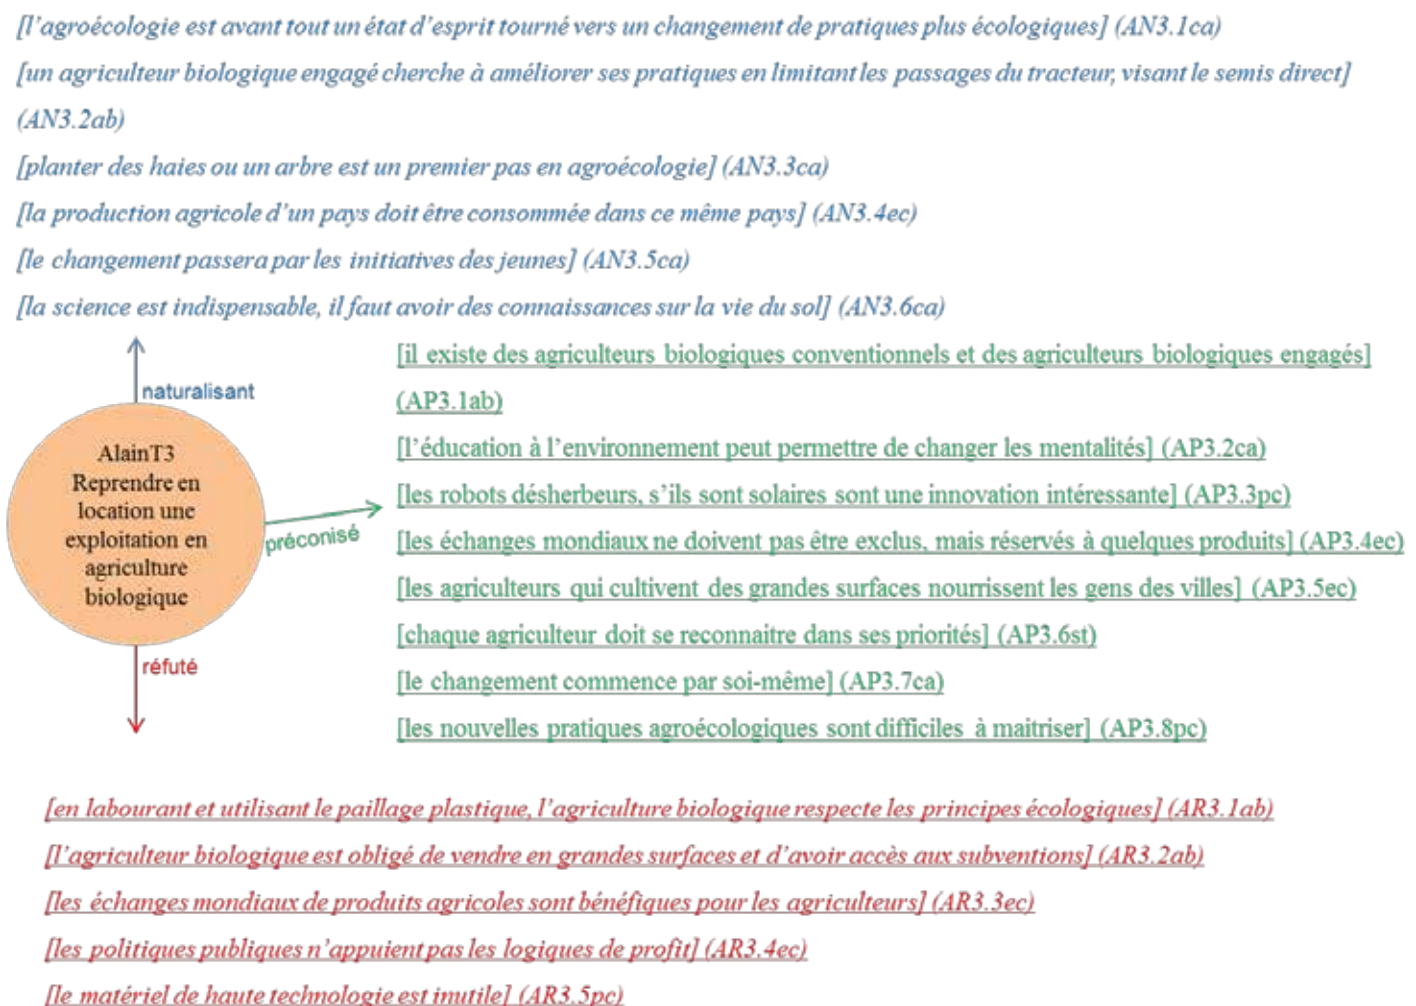 [l'agroécologie est avant tout un état d'esprit tourné vers un changement de pratiques plus écologiques] (AN3.1ca)
[un agriculteur biologique engagé cherche à améliorer ses pratiques en limitant les passages du tracteur, visant le semis direct]
(AN3.2ab)
[planter des haies ou un arbre est un premier pas en agroécologie] (AN3.3ca)
[la production agricole d'un pays doit être consommée dans ce même pays] (AN3.4ec)
[le changement passera par les initiatives des jeunes] (AN3.5ca)
[la science est indispensable, il faut avoir des connaissances sur la vie du sol] (AN3.6ca)
naturalisant
[il existe des agriculteurs biologiques conventionnels et des agriculteurs biologiques engagés]
(AP3.1ab)
[l'éducation à l'environnement peut permettre de changer les mentalités] (AP3.2ca)
[les robots désherbeurs, s'ils sont solaires sont une innovation intéressante] (AP3.3pc)
[les échanges mondiaux ne doivent pas être exclus, mais réservés à quelques produits] (AP3.4ec)
[les agriculteurs qui cultivent des grandes surfaces nourrissent les gens des villes] (AP3.5ec)
[chaque agriculteur doit se reconnaitre dans ses priorités] (AP3.6st)
[le changement commence par soi-même] (AP3.7ca)
[les nouvelles pratiques agroécologiques sont difficiles à maitriser] (AP3.8pc)
AlainT3
Reprendre en
location une
exploitation en
agriculture
biologique
préconisé
réfuté
[en labourant et utilisant le paillage plastique, l'agriculture biologique respecte les principes écologiques] (AR3.1ab)
[l'agriculteur biologique est obligé de vendre en grandes surfaces et d'avoir accès aux subventions] (AR3.2ab)
[les échanges mondiaux de produits agricoles sont bénéfiques pour les agriculteurs] (AR3.3ec)
[les politiques publiques n'appuient pas les logiques de profit] (AR3.4ec)
[le matériel de haute technologie est inutile] (AR3.5pc)